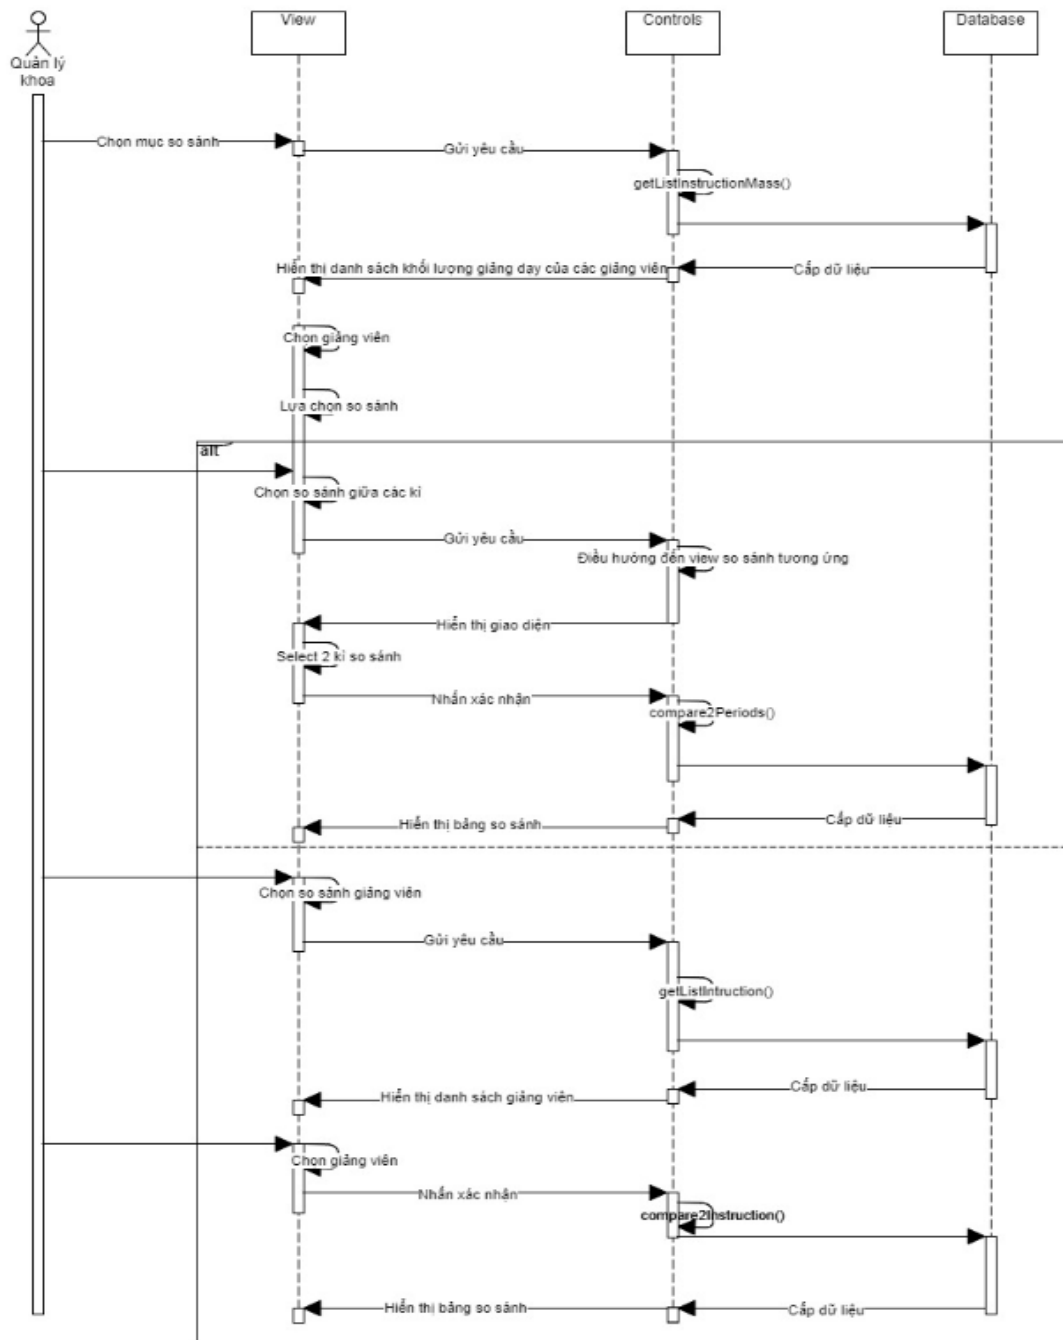 View
Controls
Database
Quản lý
khoa
Chọn mục so sánh
Gửi yêu cầu
getListInstructionMass()
Hiển thị danh sách khối lượng giảng dạy của các giảng viên
Cấp dữ liệu
Chọn giảng viên
Lựa chọn so sánh
alt
Chọn so sánh giữa các kì
Gửi yêu cầu
Điều hướng đến view so sánh tương ứng
Hiển thị giao diện
Select 2 kì so sánh
Nhấn xác nhận
compare2Periods()
Hiển thị bảng so sánh
Cấp dữ liệu
Chọn so sánh giảng viên
Gửi yêu cầu
getListIntruction()
Cấp dữ liệu
Hiển thị danh sách giảng viên
Chọn giảng viên
Nhấn xác nhận
compare2Instruction()
Hiển thị bảng so sánh
Cấp dữ liệu